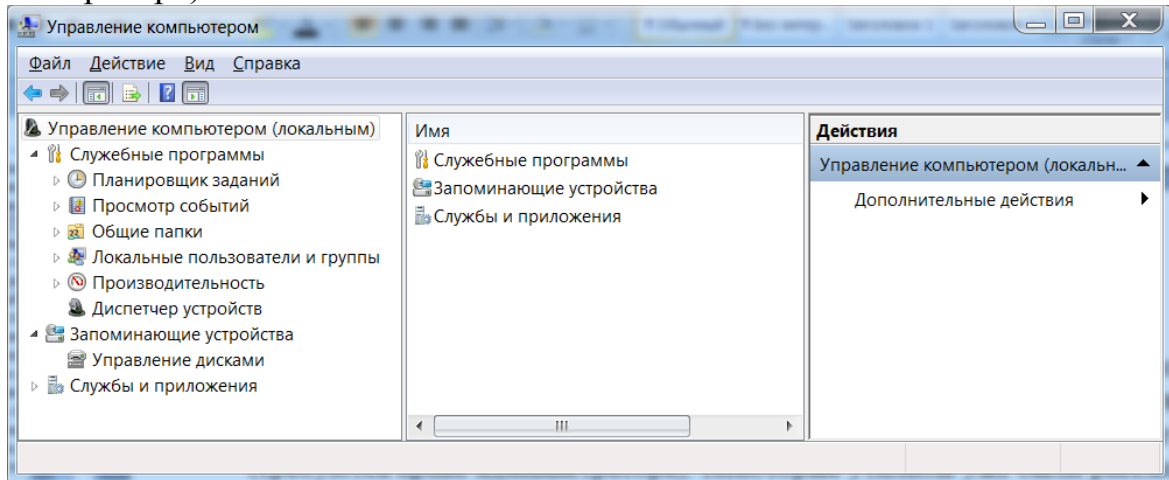 Управление компьютером
Файл Действие Вид Справка
Управление компьютером (локальным)
Служебные программы
Планировщик заданий
Просмотр событий
Общие папки
Локальные пользователи и группы
Производительность
Диспетчер устройств
Запоминающие устройства
Управление дисками
Службы и приложения
Имя
Служебные программы
Запоминающие устройства
Службы и приложения
Действия
Управление компьютером (локальн...
Дополнительные действия